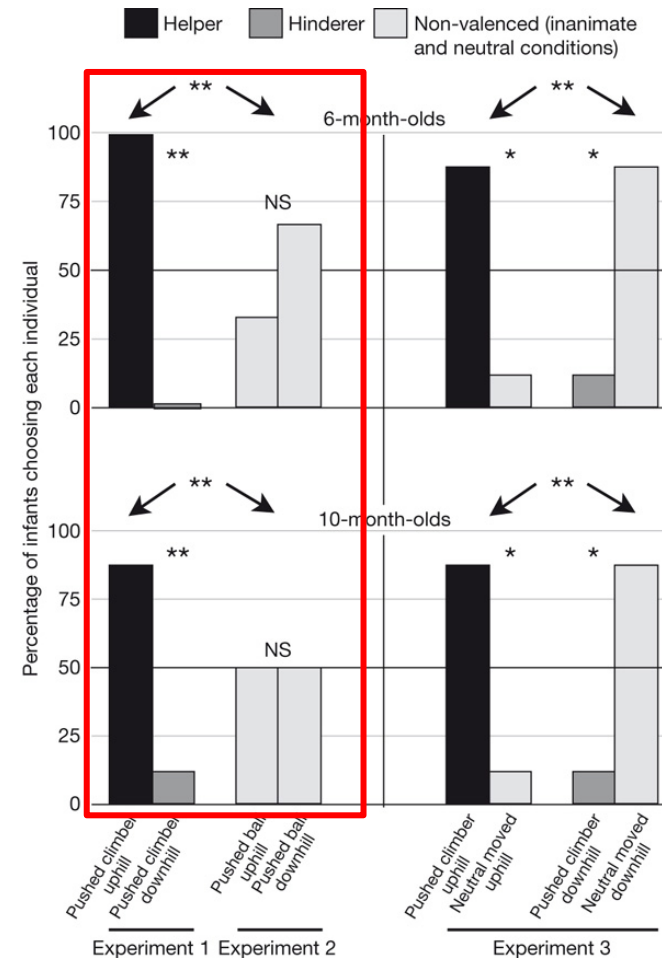 Helper Hinderer Non-valenced (inanimate
and neutral conditions)
** **
6-month-olds
100
** * *
75
NS
50
25
0
** **
10-month-olds
100
** * *
75
NS
50
25
0
Percentage of infants choosing each individual
Pushed climber
uphill
Pushed climber
downhill
Pushed ball
uphill
Pushed ball
downhill
Pushed climber
uphill
Neutral moved
uphill
Pushed climber
downhill
Neutral moved
downhill
Experiment 1 Experiment 2 Experiment 3